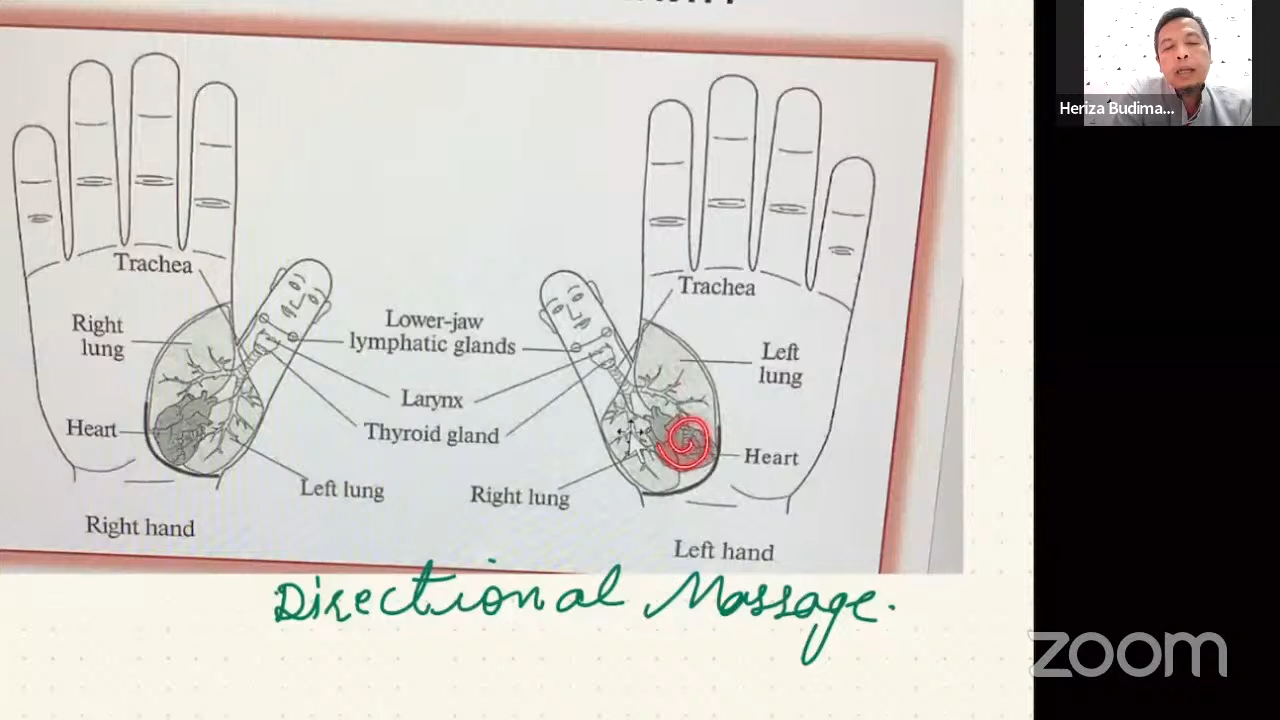 Heriza Budima...
Trachea
Trachea
Right
lung
Lower-jaw
lymphatic glands
Left
lung
Larynx
Heart
Thyroid gland
Heart
Left lung
Right lung
Right hand
Left hand
Directional Massage.
zoom